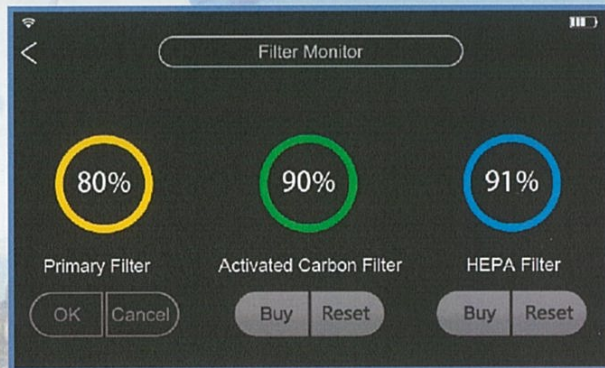 Filter Monitor
80% 90% 91%
Primary Filter Activated Carbon Filter HEPA Filter
OK Cancel Buy Reset Buy Reset